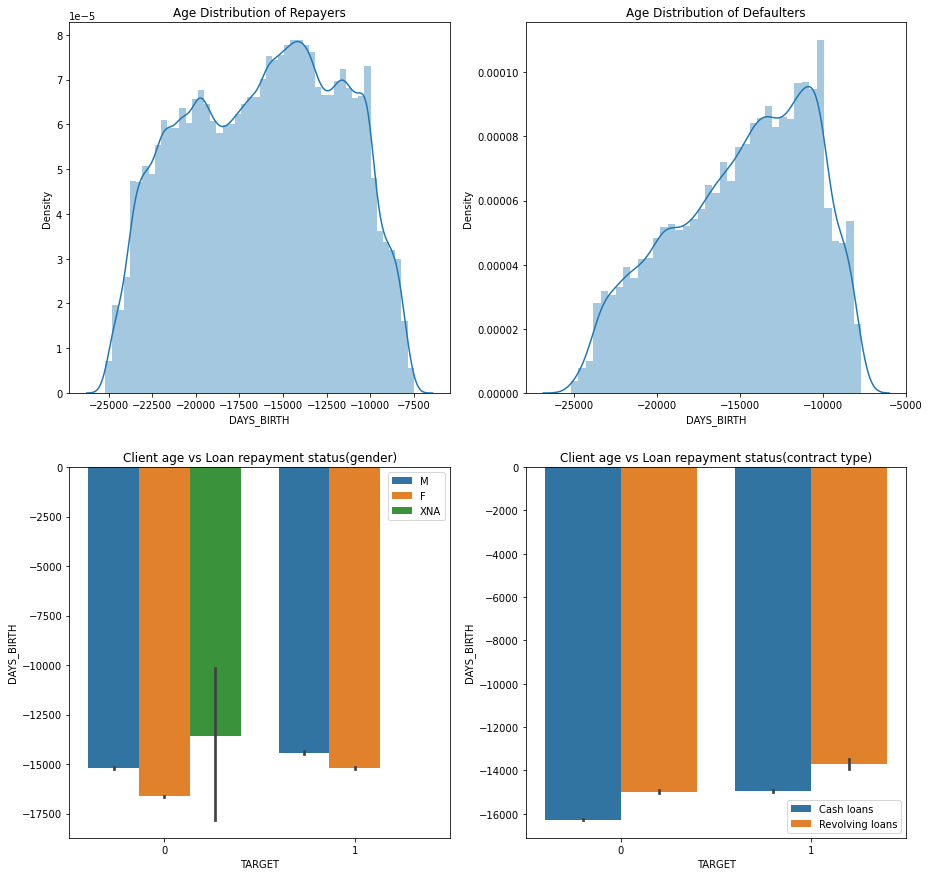 Age Distribution of Repayers
1e−5
8
7
6
5
4
3
2
1
0
Density
−25000 −22500 −20000 −17500 −15000 −12500 −10000 −7500
DAYS_BIRTH
Age Distribution of Defaulters
0.00010
0.00008
0.00006
0.00004
0.00002
0.00000
Density
−25000 −20000 −15000 −10000 −5000
DAYS_BIRTH
Client age vs Loan repayment status(gender)
0
−2500
−5000
−7500
−10000
−12500
−15000
−17500
DAYS_BIRTH
M
F
XNA
0 1
TARGET
Client age vs Loan repayment status(contract type)
0
−2000
−4000
−6000
−8000
−10000
−12000
−14000
−16000
DAYS_BIRTH
Cash loans
Revolving loans
0 1
TARGET